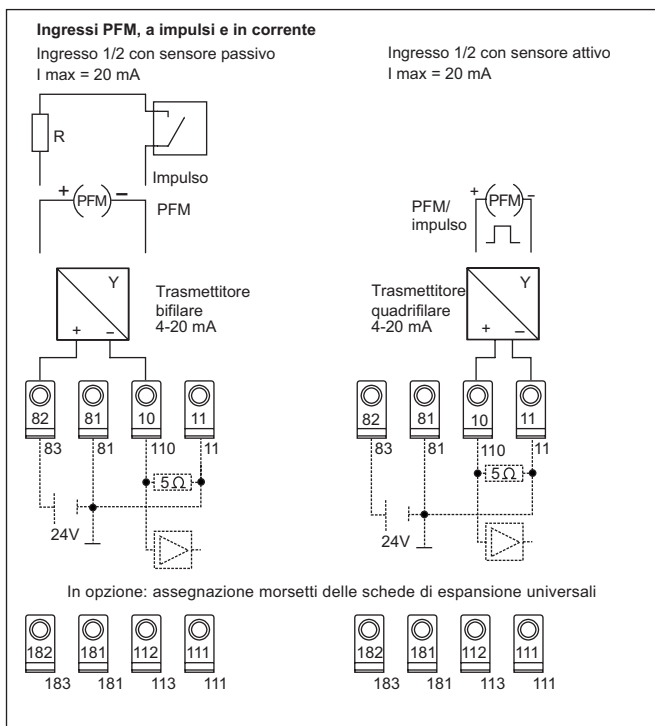 Ingressi PFM, a impulsi e in corrente
Ingresso 1/2 con sensore passivo
I max = 20 mA
Ingresso 1/2 con sensore attivo
I max = 20 mA
R
Impulso
+ PFM −
PFM
Y
+ −
Trasmettitore
bifilare
4-20 mA
82 81 10 11
83 81 110 11
5Ω
24V
+ PFM −
PFM/
impulso
Y
+ −
Trasmettitore
quadrifilare
4-20 mA
82 81 10 11
83 81 110 11
5Ω
24V
In opzione: assegnazione morsetti delle schede di espansione universali
182 181 112 111
183 181 113 111
182 181 112 111
183 181 113 111